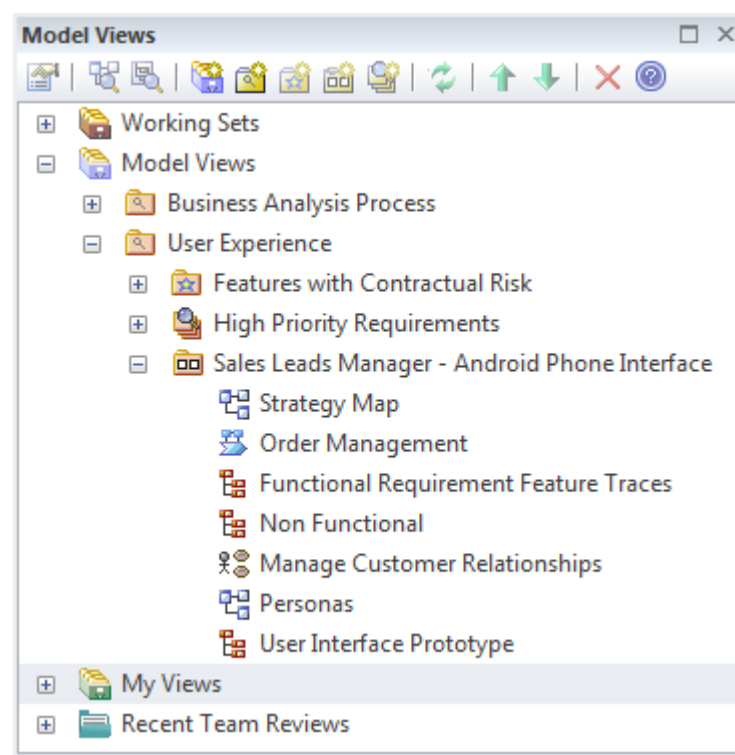 Model Views
Working Sets
Model Views
Business Analysis Process
User Experience
Features with Contractual Risk
High Priority Requirements
Sales Leads Manager - Android Phone Interface
Strategy Map
Order Management
Functional Requirement Feature Traces
Non Functional
Manage Customer Relationships
Personas
User Interface Prototype
My Views
Recent Team Reviews